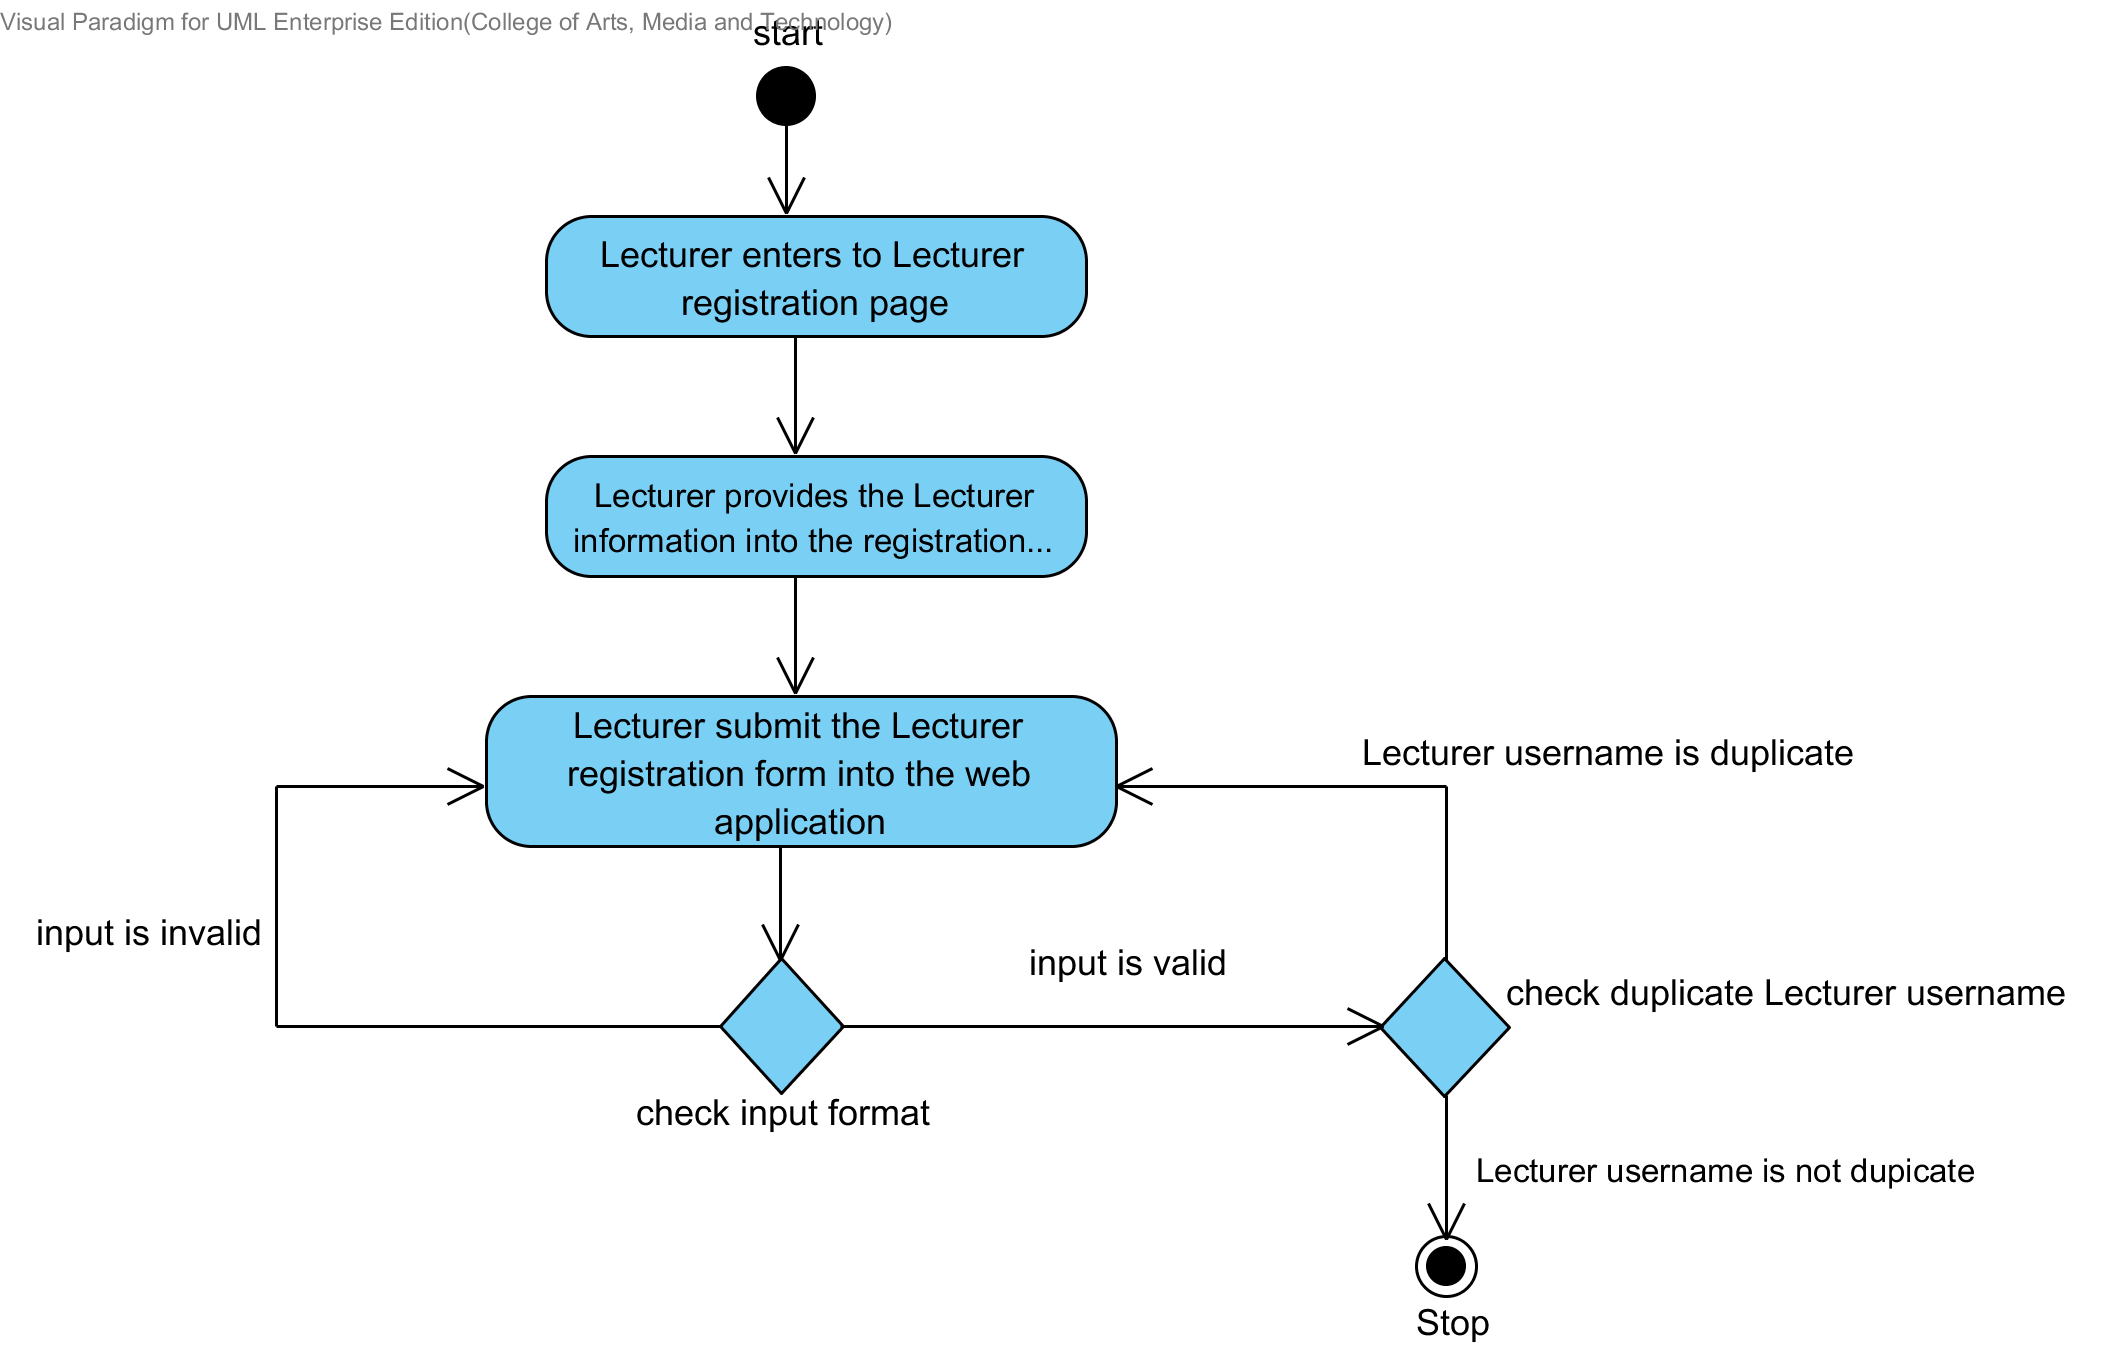 Visual Paradigm for UML Enterprise Edition(College of Arts, Media and Technology)
start
Lecturer enters to Lecturer
registration page
Lecturer provides the Lecturer
information into the registration...
Lecturer submit the Lecturer
registration form into the web
application
Lecturer username is duplicate
input is invalid
input is valid
check duplicate Lecturer username
check input format
Lecturer username is not dupicate
Stop